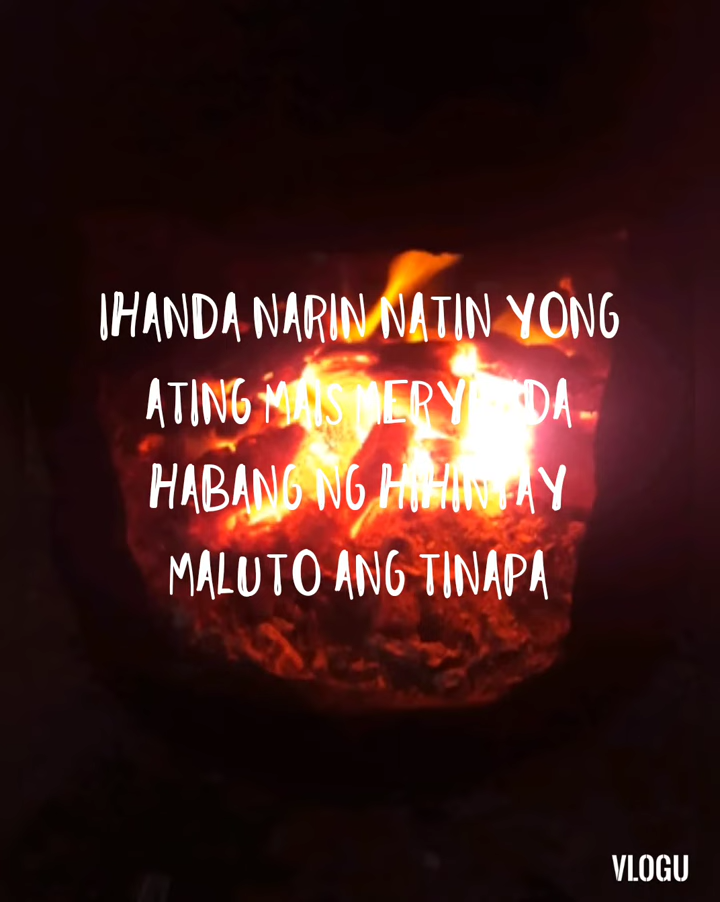 IHANDA NARIN NATIN YONG
ATING MAIS MERYENDA
HABANG NG HIHINTAY
MALUTO ANG TINAPA
VLOGU